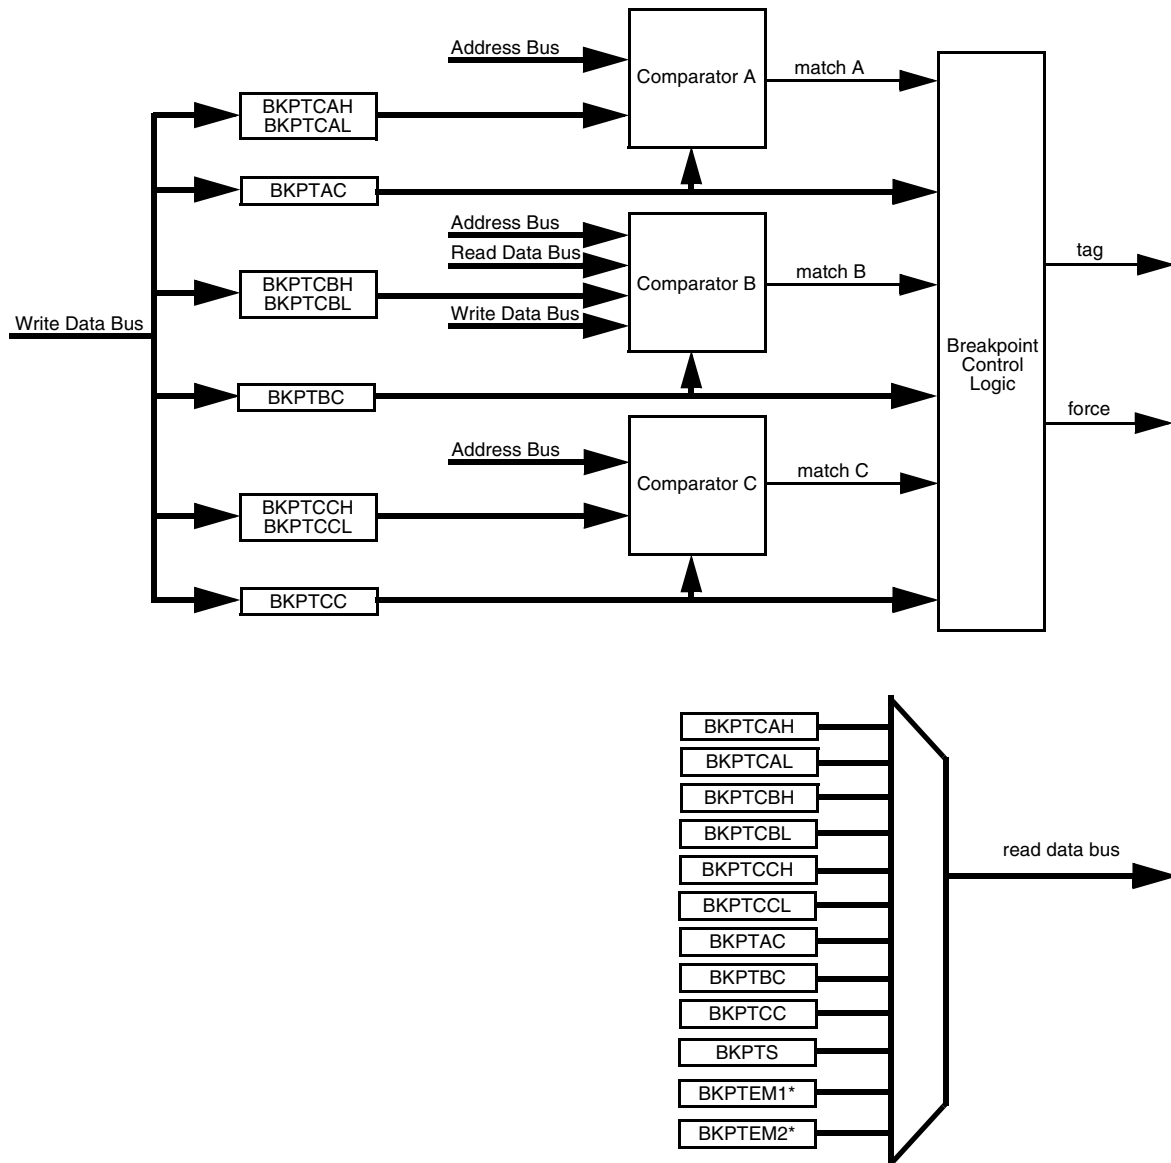 Address Bus
Comparator A
match A
BKPTCAH
BKPTCAL
BKPTAC
Address Bus
Read Data Bus
Comparator B
match B
tag
BKPTCBH
BKPTCBL
Write Data Bus
Write Data Bus
Breakpoint
Control
Logic
BKPTBC
force
Address Bus
Comparator C
match C
BKPTCCH
BKPTCCL
BKPTCC
BKPTCAH
BKPTCAL
BKPTCBH
BKPTCBL
BKPTCCH
BKPTCCL
BKPTAC
BKPTBC
BKPTCC
BKPTS
BKPTEM1*
BKPTEM2*
read data bus